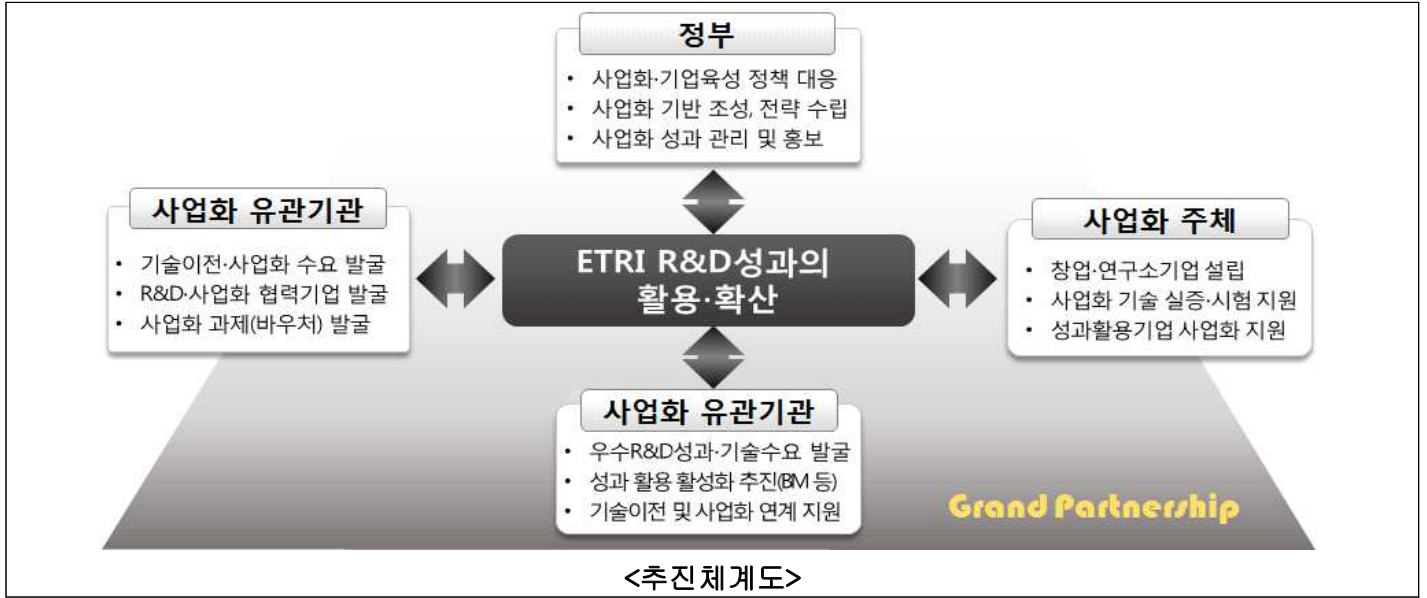 정부
• 사업화·기업육성 정책 대응
• 사업화 기반 조성, 전략 수립
• 사업화 성과 관리 및 홍보
사업화 유관기관
• 기술이전·사업화 수요 발굴
• R&D·사업화 협력기업 발굴
• 사업화 과제(바우처) 발굴
ETRI R&D성과의
활용·확산
사업화 주체
• 창업·연구소기업 설립
• 사업화 기술 실증·시험 지원
• 성과활용기업 사업화 지원
사업화 유관기관
• 우수R&D성과·기술수요 발굴
• 성과 활용 활성화 추진(BM 등)
• 기술이전 및 사업화 연계 지원
Grand Partnership
<추진체계도>